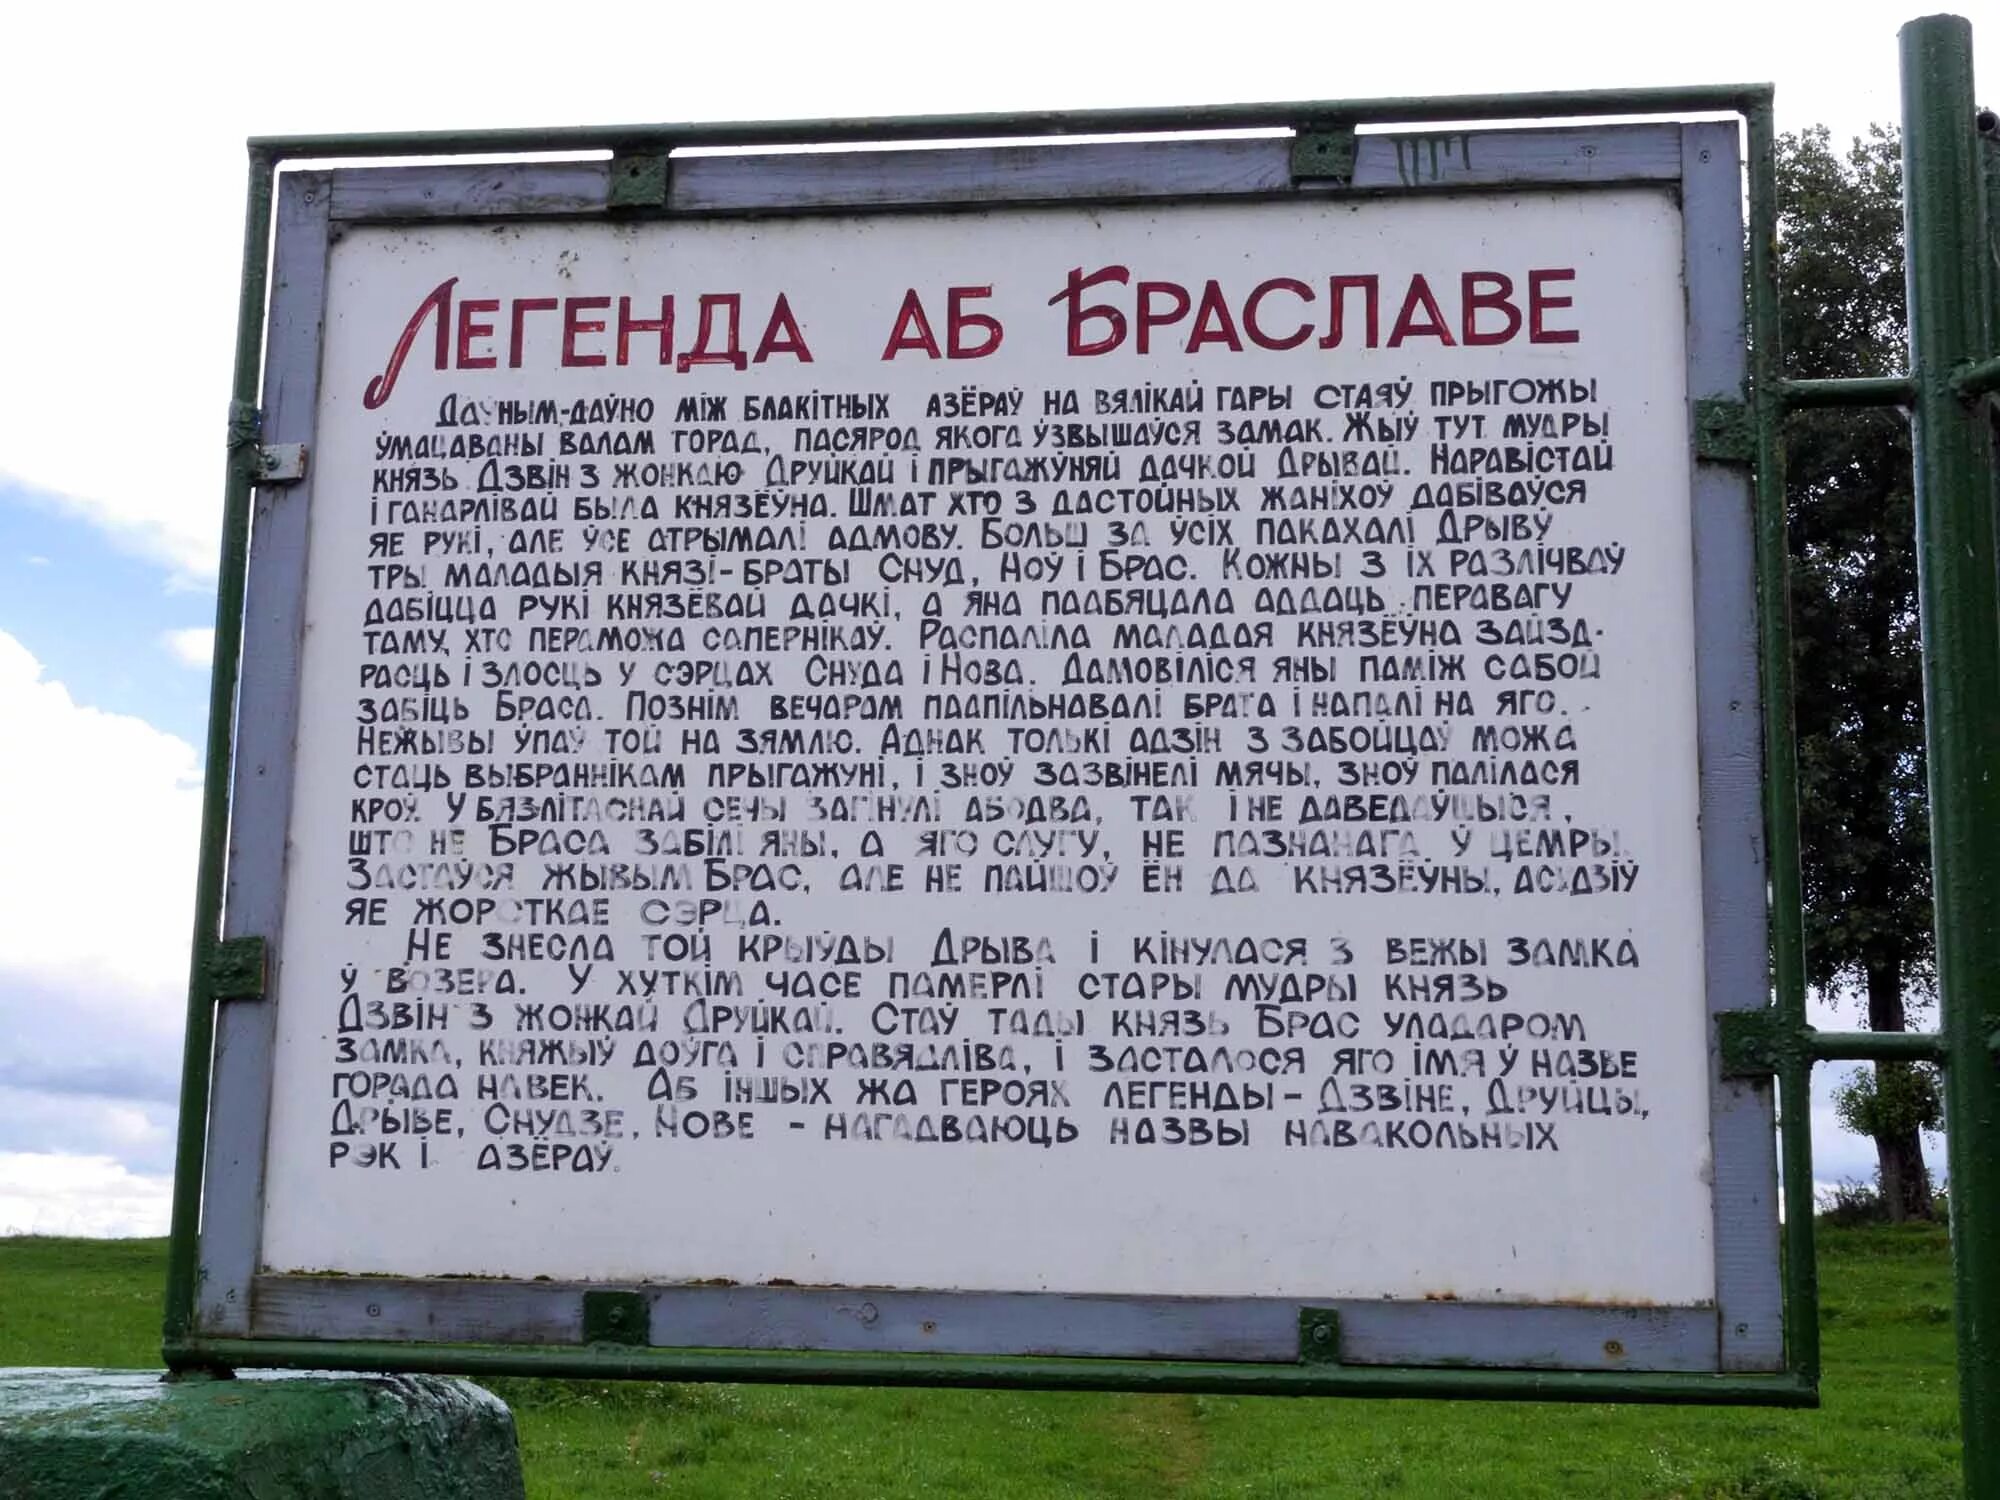 Легенда аб Браславе
Даўным-даўно між блакітных азёраў на вялікай гары стаяў прыгожы
ўмацаваны валам горад, пасярод якога ўзвышаўся замак. Жыў тут мудры
князь Дзвін з жонкаю Друйкай і прыгажуняй дачкой Дрывай. Наравістай
і ганарлівай была князёўна. Шмат хто з дастойных жаніхоў дабіваўся
яе рукі, але ўсе атрымалі адмову. Больш за ўсіх пакахалі Дрыву
тры маладыя князі-браты Снуд, Ноў і Брас. Кожны з іх разлічваў
дабіцца рукі князёвай дачкі, а яна паабяцала аддаць перавагу
таму, хто пераможа сапернікаў. Распаліла маладая князёўна зайзд-
расць і злосць у сэрцах Снуда і Нова. Дамовіліся яны паміж сабой
забіць Браса. Познім вечарам паапільнавалі брата і напалі на яго.
Нежывы ўпаў той на зямлю. Аднак толькі адзін з забойцаў можа
стаць выбраннікам прыгажуні, і зноў зазвінелі мячы, зноў палілася
кроў. У бязлітаснай сечы загінулі абодва, так і не даведаўшыся,
што не Браса забілі яны, а яго слугу, не пазнанага ў цемры.
Застаўся жывым Брас, але не пайшоў ён да князёўны, асудзіў
яе жорсткае сэрца.
Не знесла той крыўды Дрыва і кінулася з вежы замка
ў возера. У хуткім часе памерлі стары мудры князь
Дзвін з жонкай Друйкай. Стаў тады князь Брас уладаром
замка, княжыў доўга і справядліва, і засталося яго імя ў назве
горада навек. Аб іншых жа героях легенды – Дзвіне, Друйцы,
Дрыве, Снудзе, Нове – нагадваюць назвы навакольных
рэк і азёраў.